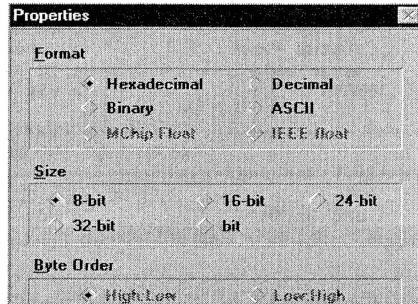 Properties
Format
Hexadecimal Decimal
Binary ASCII
MChip Float IEEE float
Size
8-bit 16-bit 24-bit
32-bit bit
Byte Order
High:Low Low:High